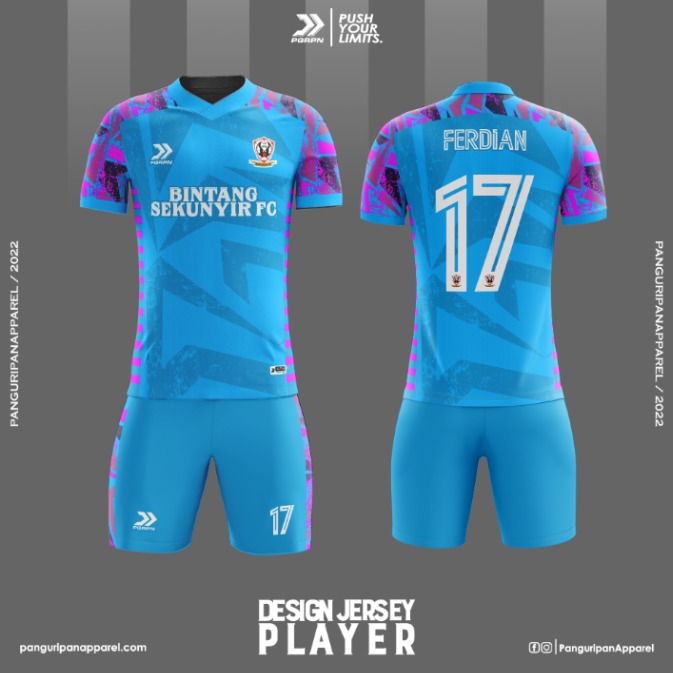 PGRPN
PUSH
YOUR
LIMITS.
PGRPN
BINTANG
SEKUNYIR FC
FERDIAN
17
PGRPN
17
PANGURIPANAPPAREL / 2022
PANGURIPANAPPAREL / 2022
DESIGN JERSEY
PLAYER
panguripanapparel.com
PanguripanApparel